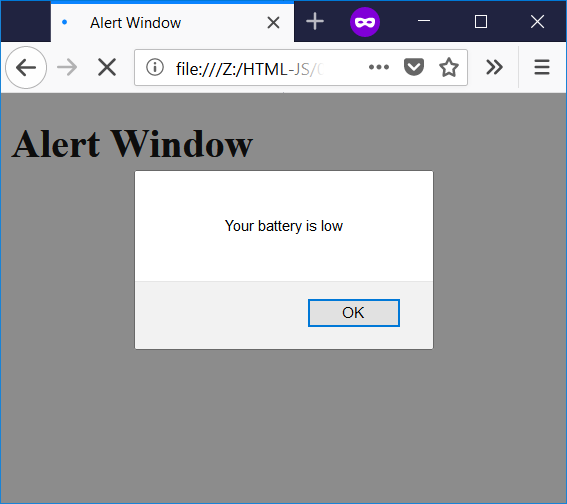 Alert Window
file:///Z:/HTML-JS/
Alert Window
Your battery is low
OK